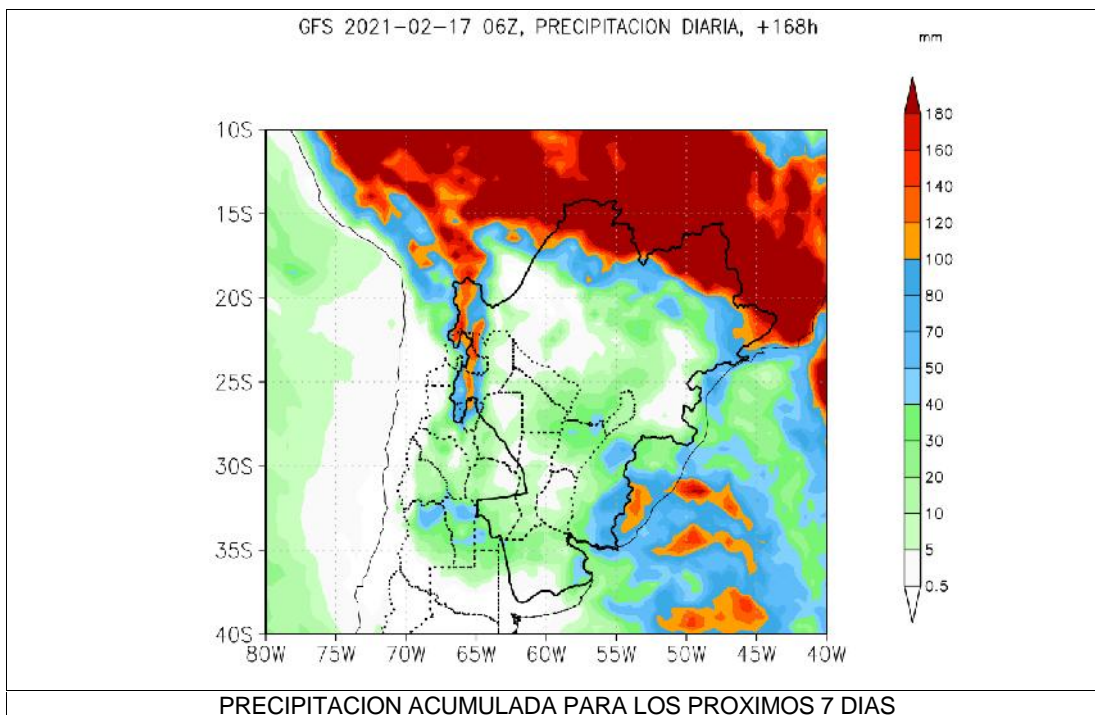 GFS 2021-02-17 06Z, PRECIPITACION DIARIA, +168h
mm
180
160
140
120
100
80
70
50
40
30
20
10
5
0.5
10S
15S
20S
25S
30S
35S
40S
80W 75W 70W 65W 60W 55W 50W 45W 40W
PRECIPITACION ACUMULADA PARA LOS PROXIMOS 7 DIAS